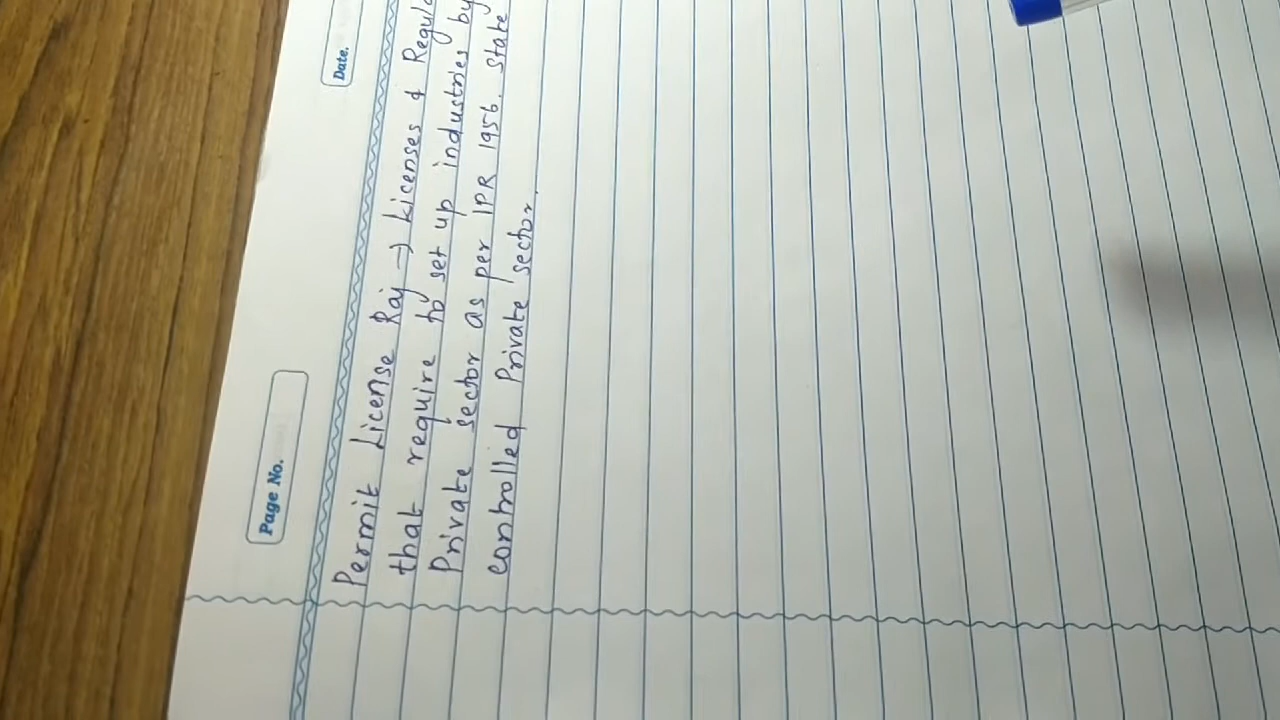 Page No.
Date.
Permit License Raj → Licenses & Regula
that require to set up industries by
Private sector as per IPR 1956. State
controlled Private sector.